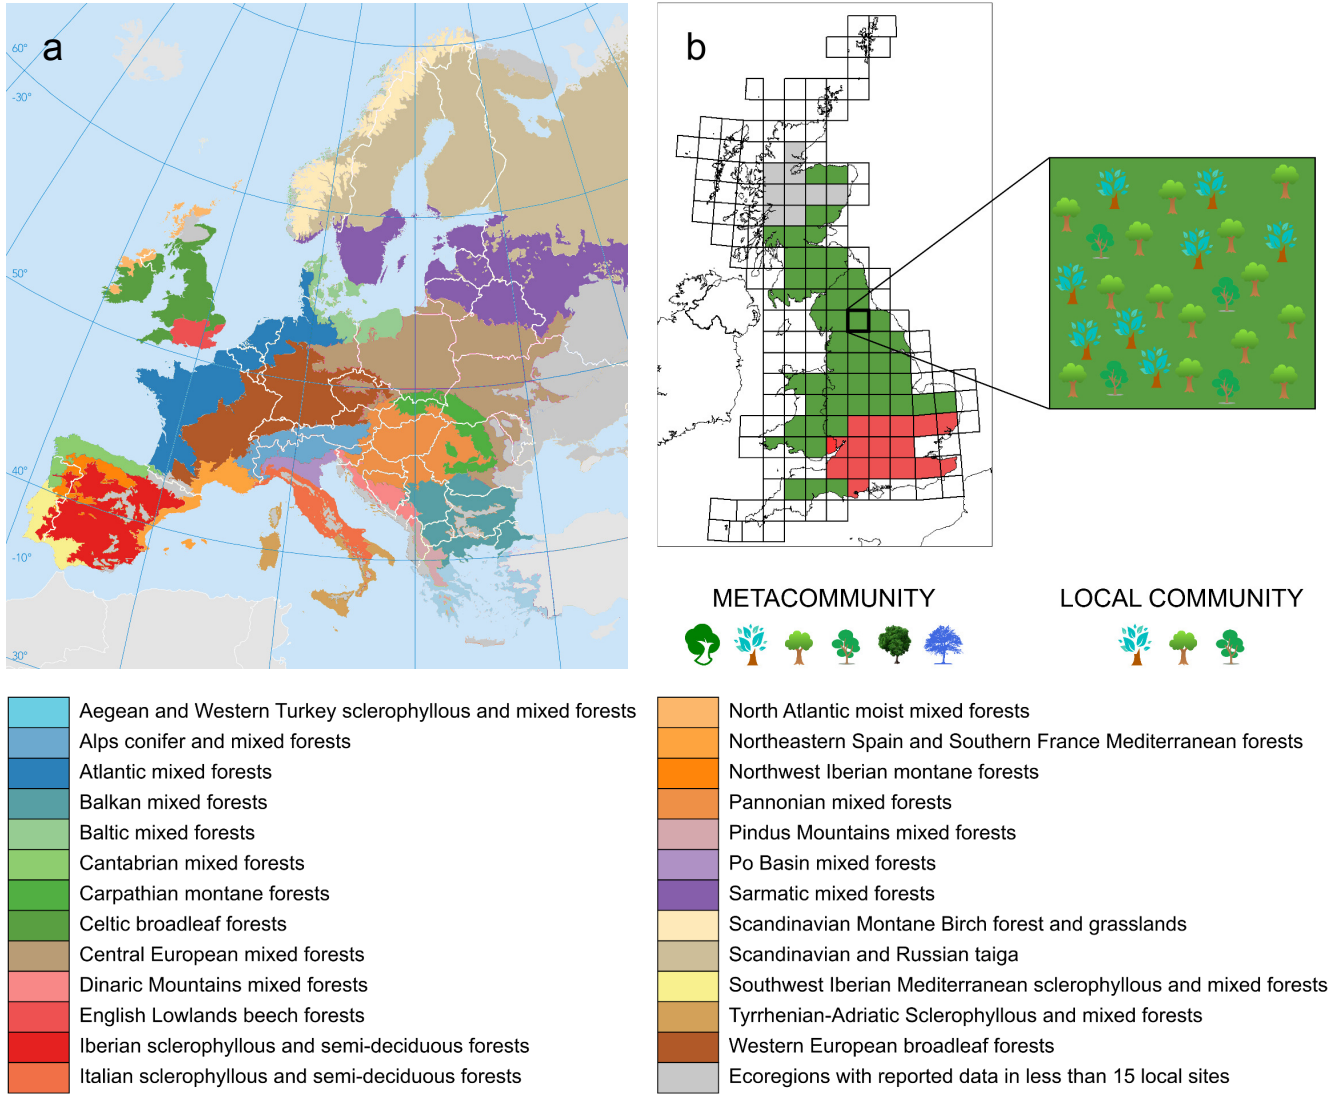 a
b
60°
-30°
50°
40°
-10°
30°
METACOMMUNITY
LOCAL COMMUNITY
Aegean and Western Turkey sclerophyllous and mixed forests
Alps conifer and mixed forests
Atlantic mixed forests
Balkan mixed forests
Baltic mixed forests
Cantabrian mixed forests
Carpathian montane forests
Celtic broadleaf forests
Central European mixed forests
Dinaric Mountains mixed forests
English Lowlands beech forests
Iberian sclerophyllous and semi-deciduous forests
Italian sclerophyllous and semi-deciduous forests
North Atlantic moist mixed forests
Northeastern Spain and Southern France Mediterranean forests
Northwest Iberian montane forests
Pannonian mixed forests
Pindus Mountains mixed forests
Po Basin mixed forests
Sarmatic mixed forests
Scandinavian Montane Birch forest and grasslands
Scandinavian and Russian taiga
Southwest Iberian Mediterranean sclerophyllous and mixed forests
Tyrrhenian-Adriatic Sclerophyllous and mixed forests
Western European broadleaf forests
Ecoregions with reported data in less than 15 local sites